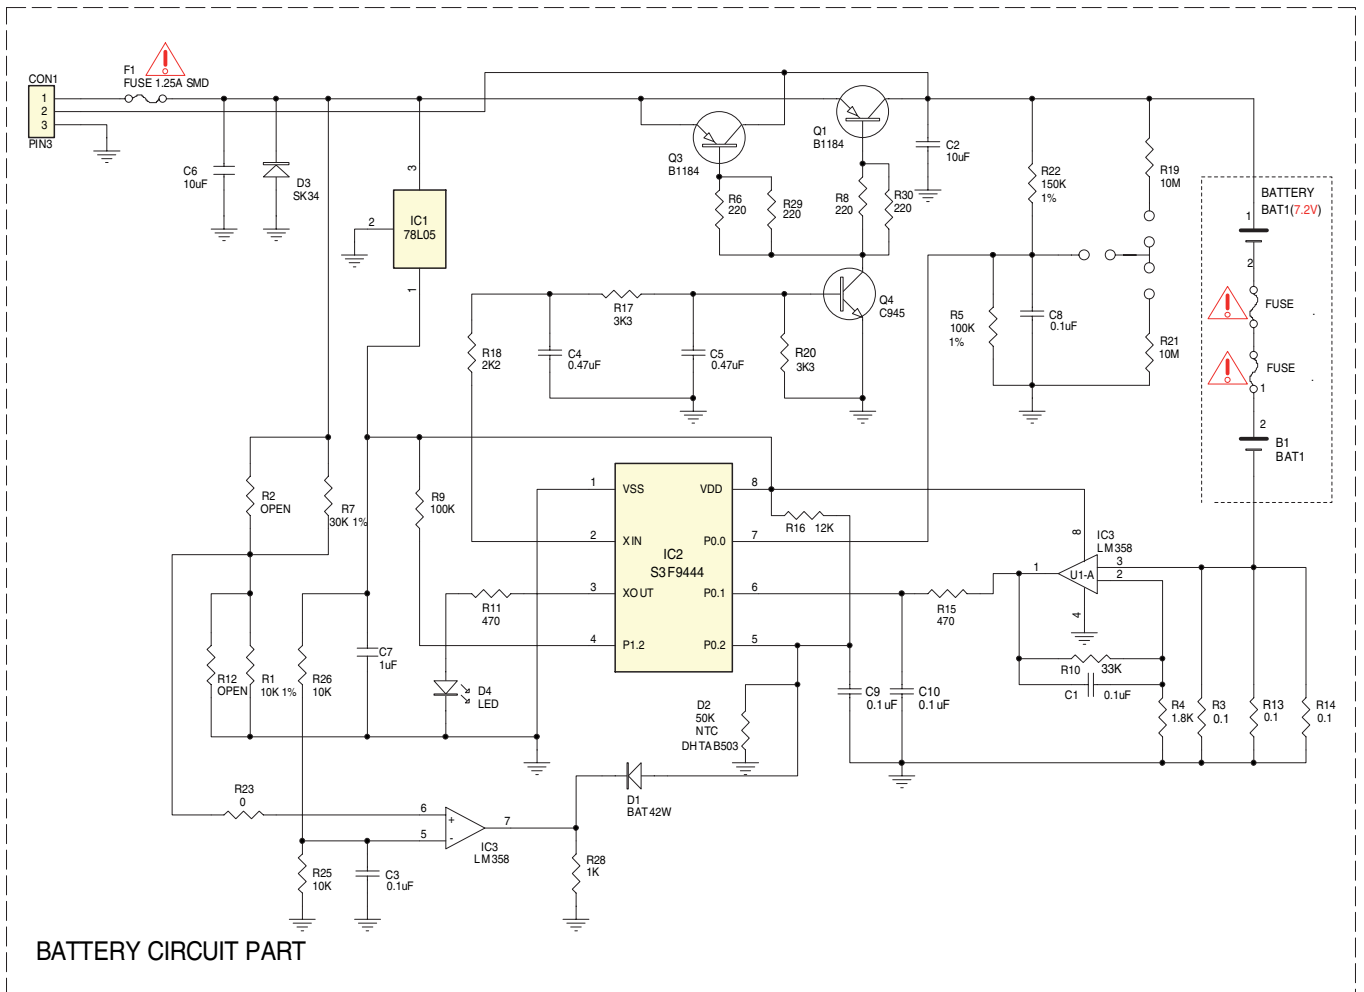 CON1
1
2
3
PIN3
F1
FUSE 1.25A SMD
C6
10uF
D3
SK34
3
IC1
78L05
2
1
Q3
B1184
Q1
B1184
C2
10uF
R6
220
R29
220
R8
220
R30
220
R22
150K
1%
R19
10M
BATTERY
BAT1(7.2V)
1
2
FUSE
FUSE
1
2
B1
BAT1
Q4
C945
R17
3K3
R18
2K2
C4
0.47uF
C5
0.47uF
R20
3K3
R5
100K
1%
C8
0.1uF
R21
10M
R2
OPEN
R7
30K 1%
R9
100K
1
VSS
VDD
8
2
XIN
P0.0
7
IC2
S3F9444
3
XOUT
P0.1
6
4
P1.2
P0.2
5
R16 12K
R11
470
R15
470
8
IC3
LM358
1
U1-A
3
2
4
R10
33K
C1
0.1uF
R4
1.8K
R3
0.1
R13
0.1
R14
0.1
R12
OPEN
R1
10K 1%
R26
10K
C7
1uF
D4
LED
D2
50K
NTC
DHTAB503
C9
0.1uF
C10
0.1uF
R23
0
D1
BAT42W
6
+
5
-
7
IC3
LM358
R25
10K
C3
0.1uF
R28
1K
BATTERY CIRCUIT PART